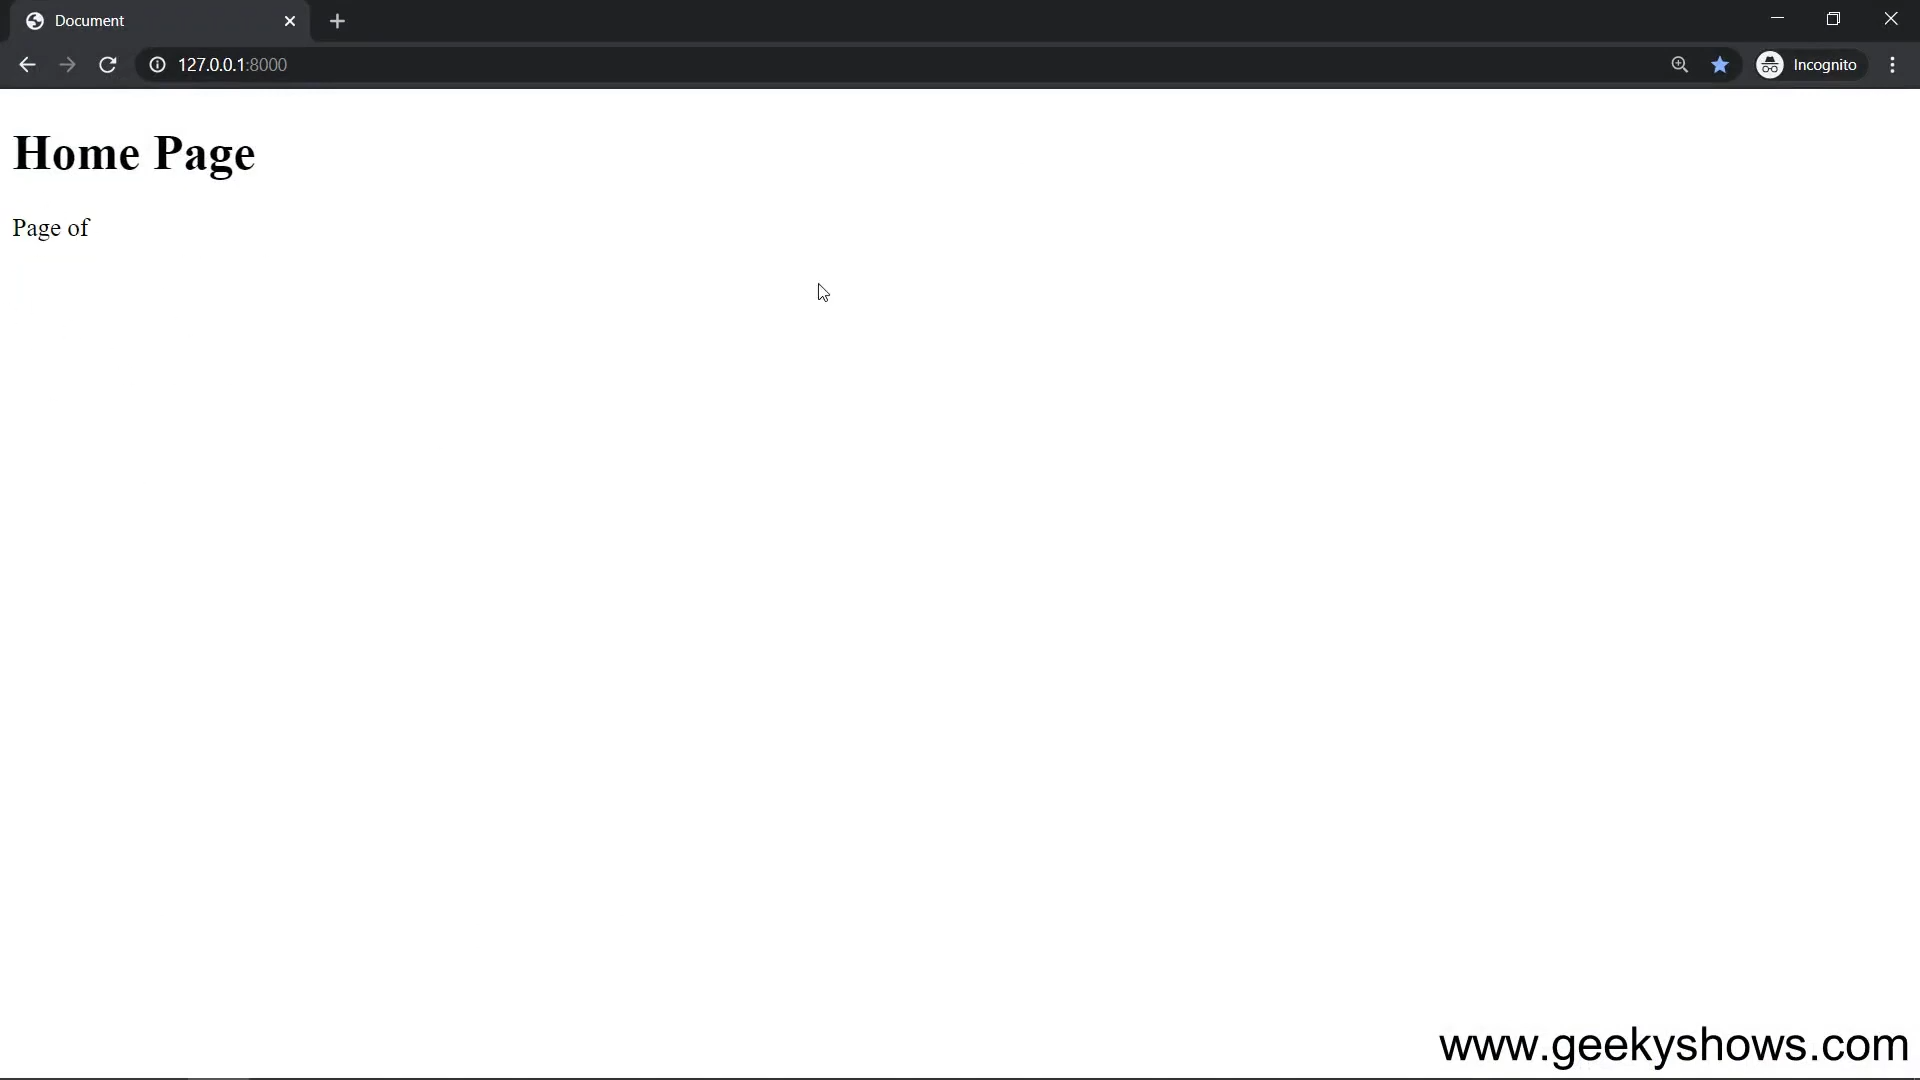 Document
127.0.0.1:8000
Incognito
Home Page
Page of
www.geekyshows.com